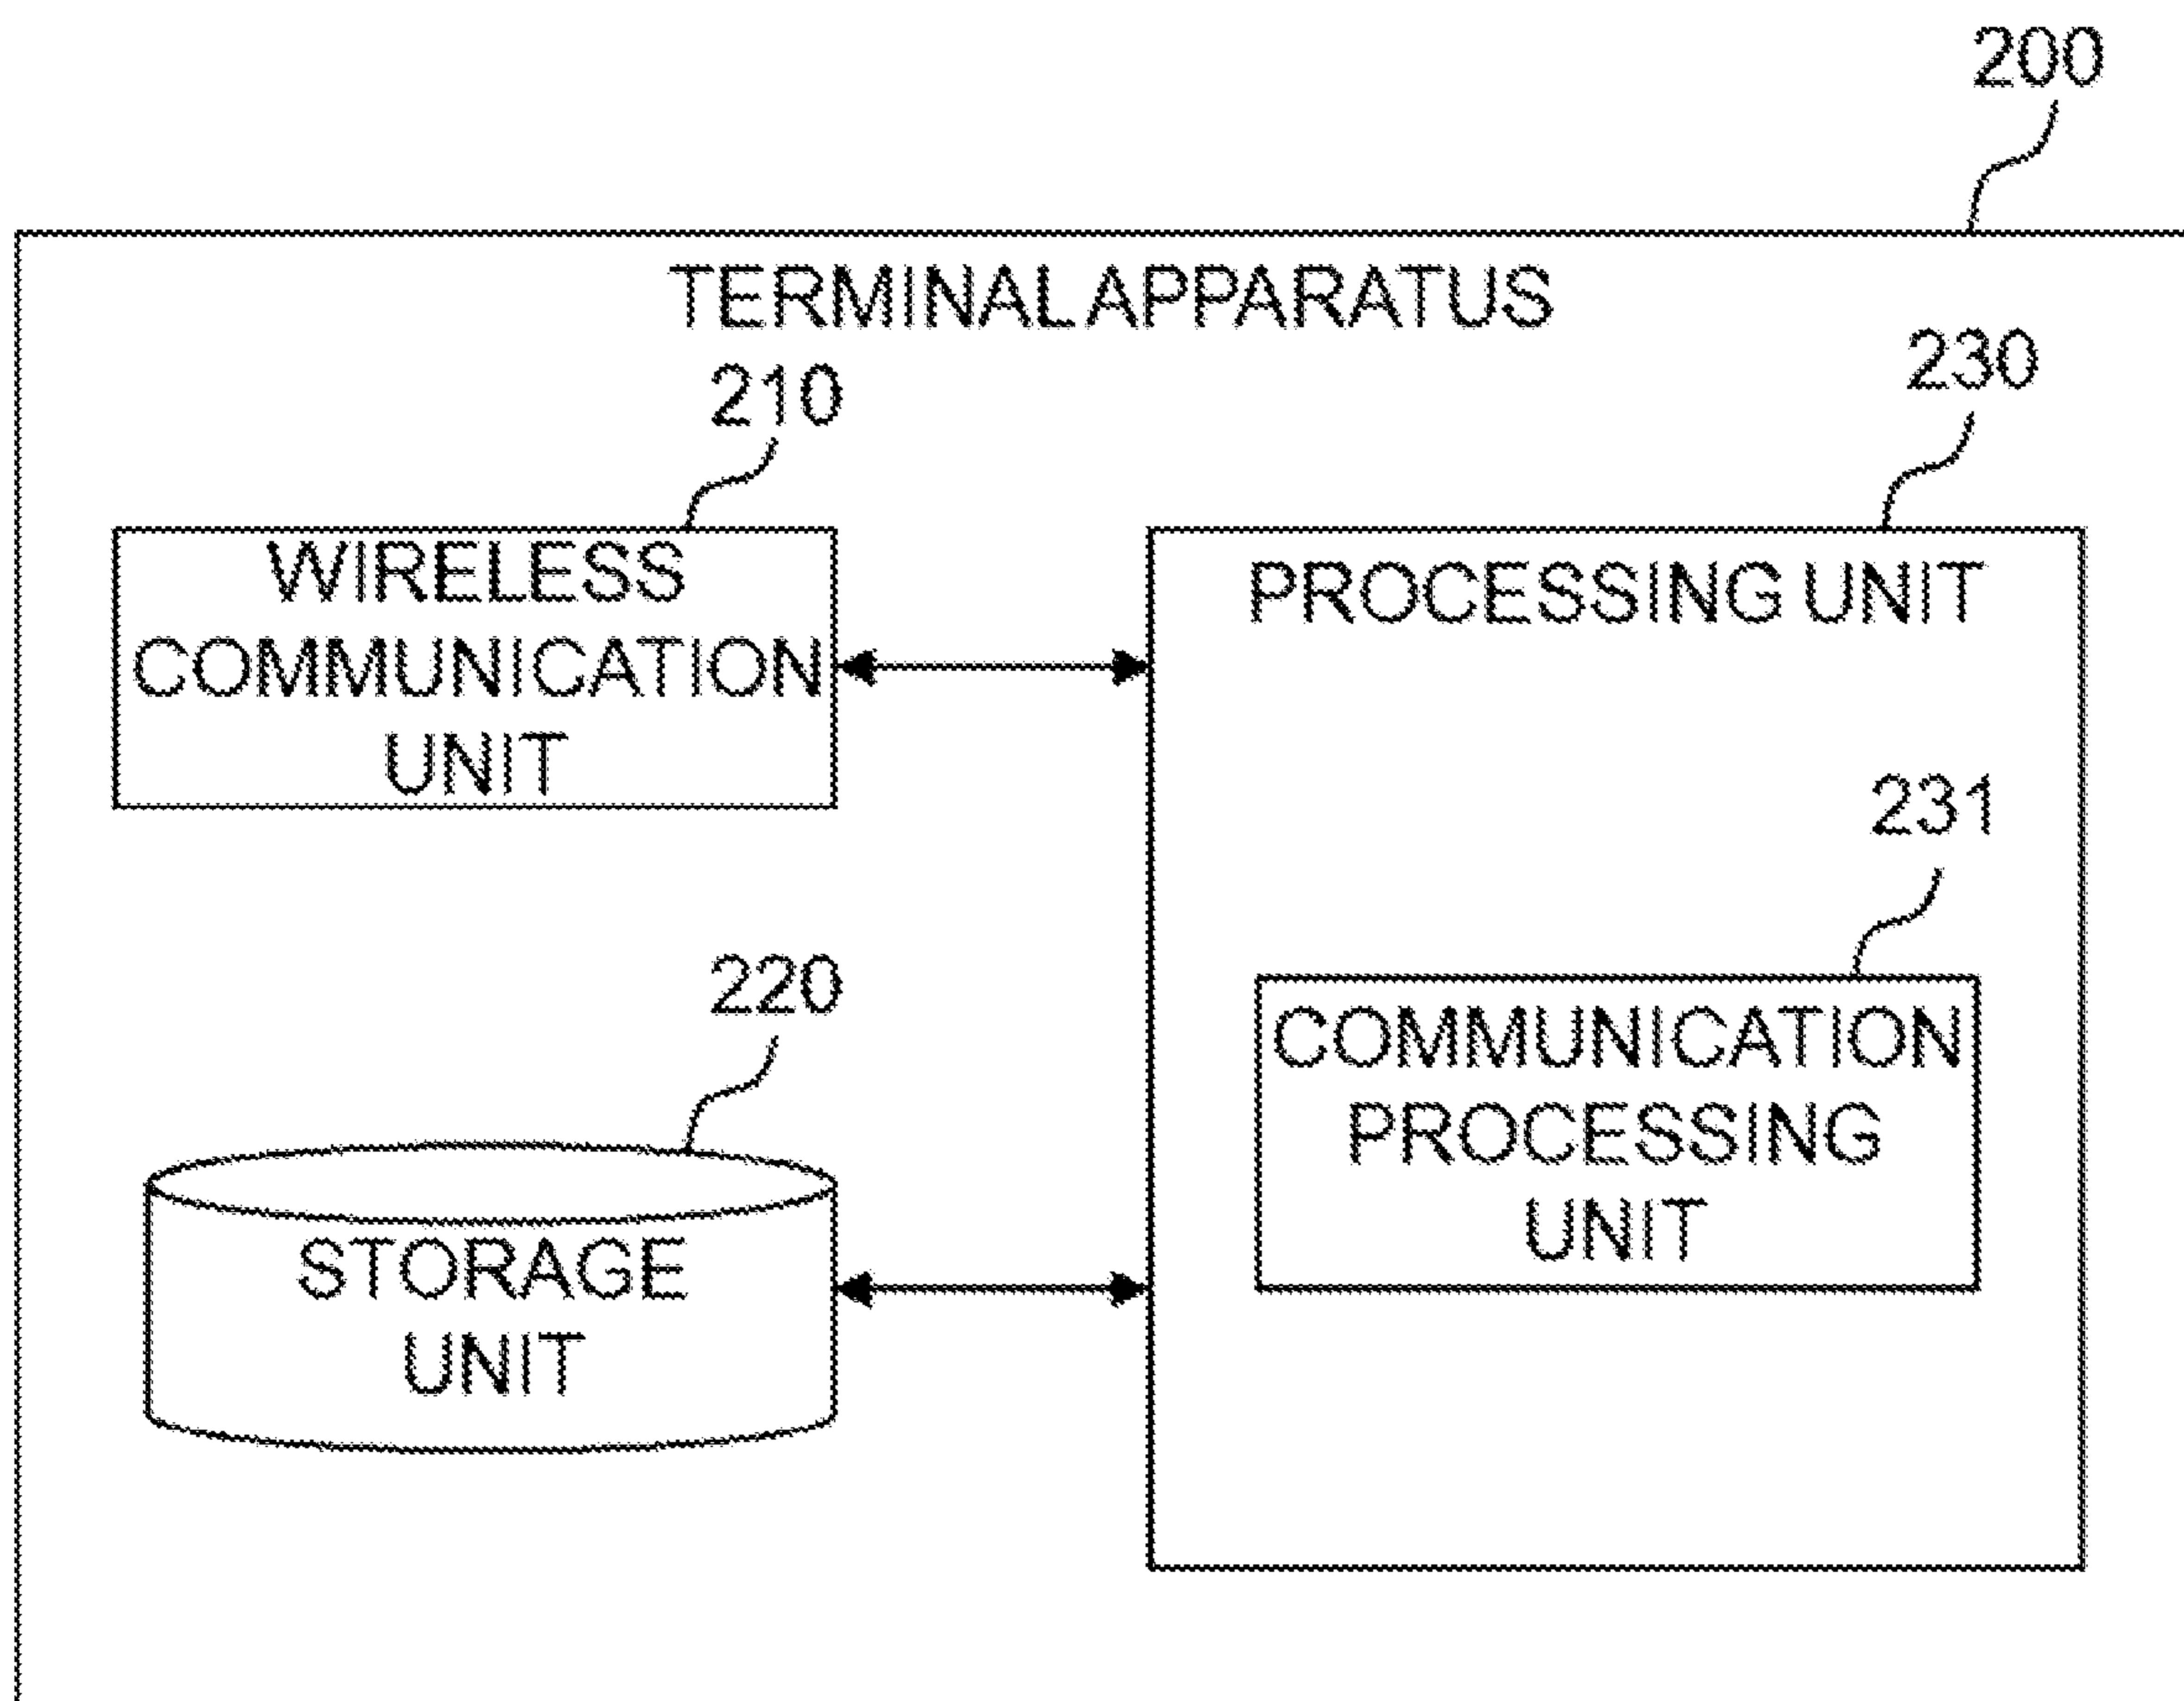 200
TERMINAL APPARATUS
210
230
WIRELESS
COMMUNICATION
UNIT
PROCESSING UNIT
231
220
COMMUNICATION
PROCESSING
UNIT
STORAGE
UNIT